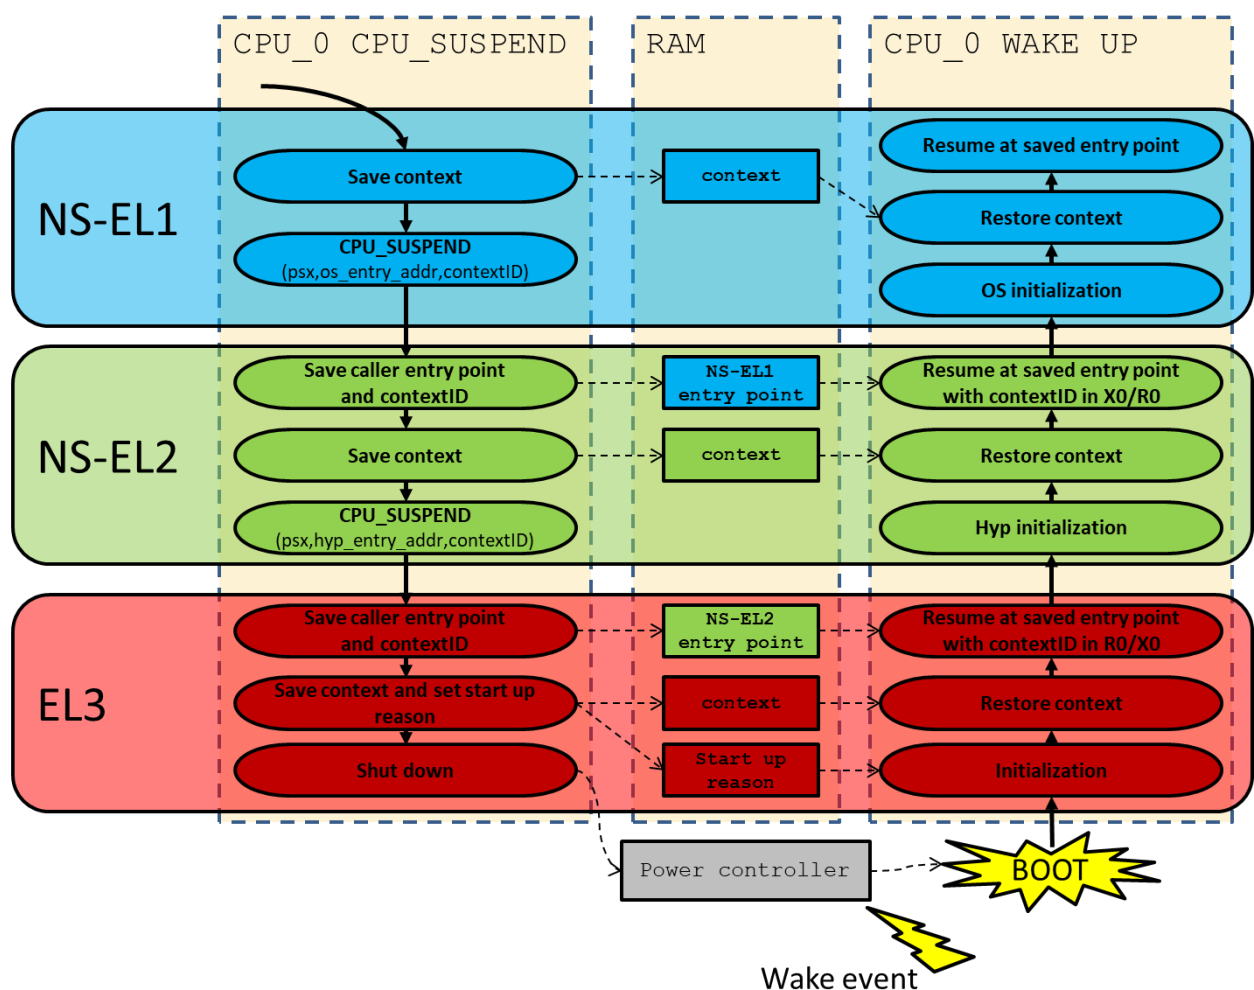 CPU_0 CPU_SUSPEND
RAM
CPU_0 WAKE UP
NS-EL1
Save context
CPU_SUSPEND
(psx,os_entry_addr,contextID)
context
Resume at saved entry point
Restore context
OS initialization
NS-EL2
Save caller entry point
and contextID
Save context
CPU_SUSPEND
(psx,hyp_entry_addr,contextID)
NS-EL1
entry point
context
Resume at saved entry point
with contextID in X0/R0
Restore context
Hyp initialization
EL3
Save caller entry point
and contextID
Save context and set start up
reason
Shut down
NS-EL2
entry point
context
Start up
reason
Resume at saved entry point
with contextID in R0/X0
Restore context
Initialization
Power controller
BOOT
Wake event